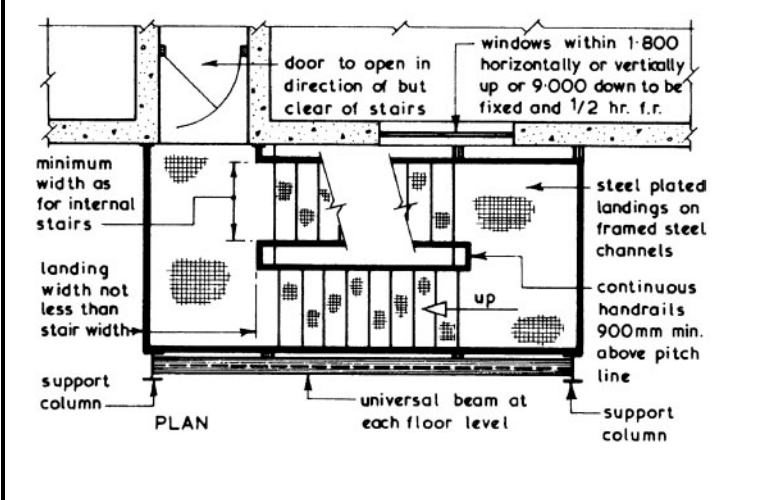 door to open in
direction of but
clear of stairs
windows within 1·800
horizontally or vertically
up or 9·000 down to be
fixed and 1/2 hr. f.r.
minimum
width as
for internal
stairs
steel plated
landings on
framed steel
channels
landing
width not
less than
stair width
up
continuous
handrails
900mm min.
above pitch
line
support
column
PLAN
universal beam at
each floor level
support
column